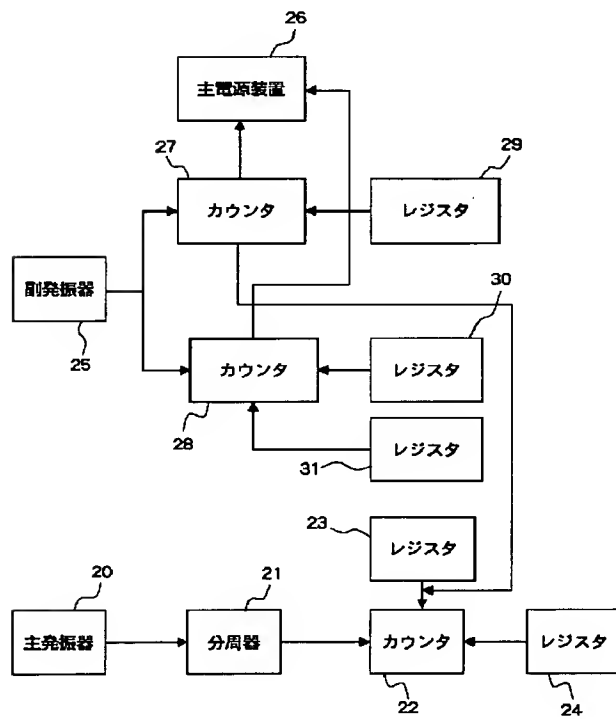 26
主電源装置
27
カウンタ
29
レジスタ
副発振器
25
30
カウンタ
28
レジスタ
31
レジスタ
23
レジスタ
20
主発振器
21
分周器
カウンタ
22
レジスタ
24